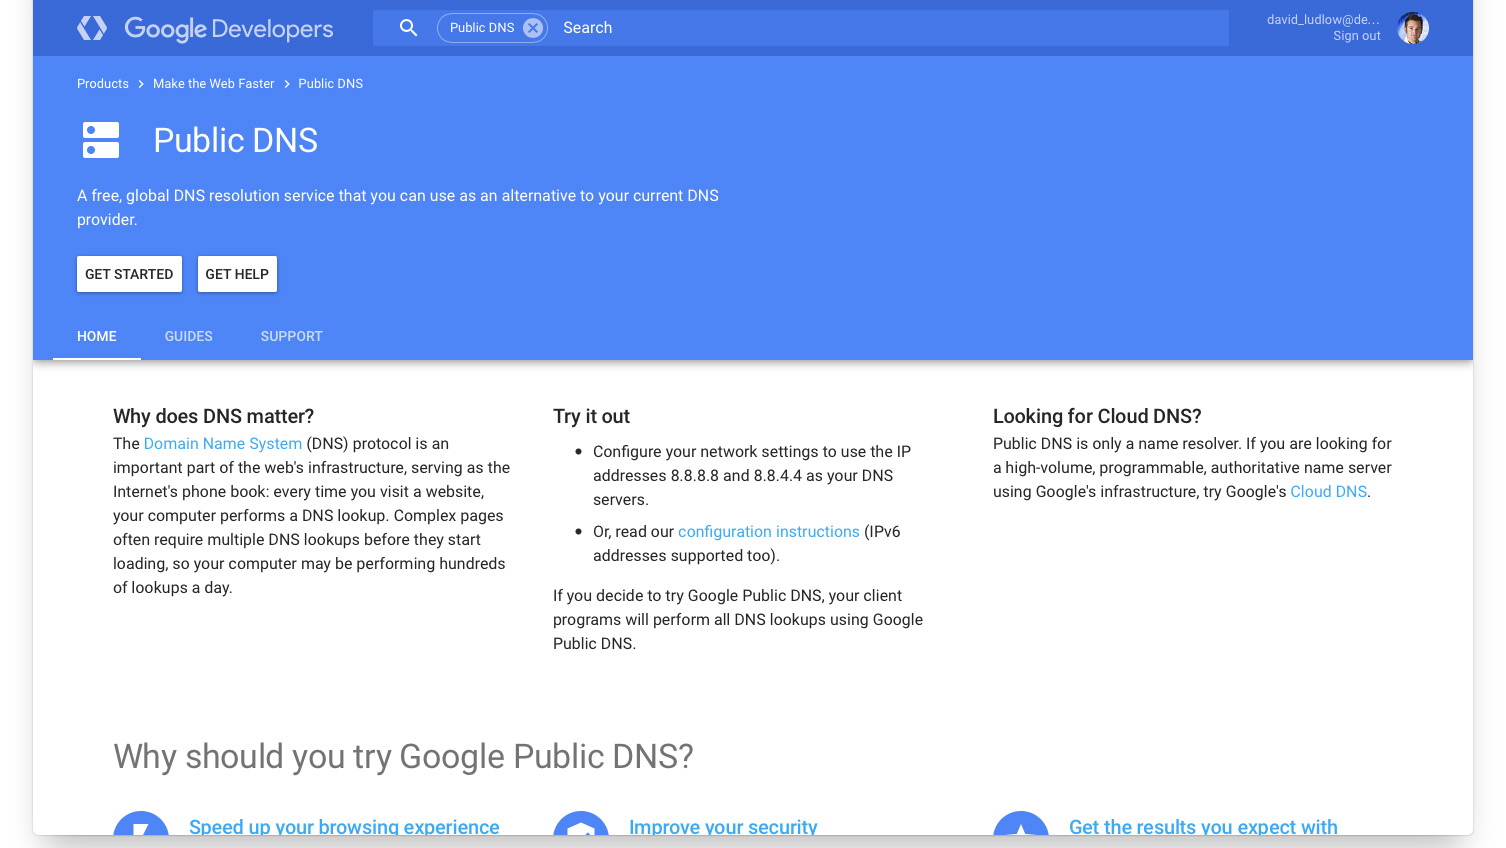 Google Developers
Public DNS
Search
david_ludlow@de...
Sign out
Products > Make the Web Faster > Public DNS
Public DNS
A free, global DNS resolution service that you can use as an alternative to your current DNS
provider.
GET STARTED
GET HELP
HOME
GUIDES
SUPPORT
Why does DNS matter?
The Domain Name System (DNS) protocol is an
important part of the web's infrastructure, serving as the
Internet's phone book: every time you visit a website,
your computer performs a DNS lookup. Complex pages
often require multiple DNS lookups before they start
loading, so your computer may be performing hundreds
of lookups a day.
Try it out
• Configure your network settings to use the IP
addresses 8.8.8.8 and 8.8.4.4 as your DNS
servers.
• Or, read our configuration instructions (IPv6
addresses supported too).
If you decide to try Google Public DNS, your client
programs will perform all DNS lookups using Google
Public DNS.
Looking for Cloud DNS?
Public DNS is only a name resolver. If you are looking for
a high-volume, programmable, authoritative name server
using Google's infrastructure, try Google's Cloud DNS.
Why should you try Google Public DNS?
Speed up your browsing experience
Improve your security
Get the results you expect with